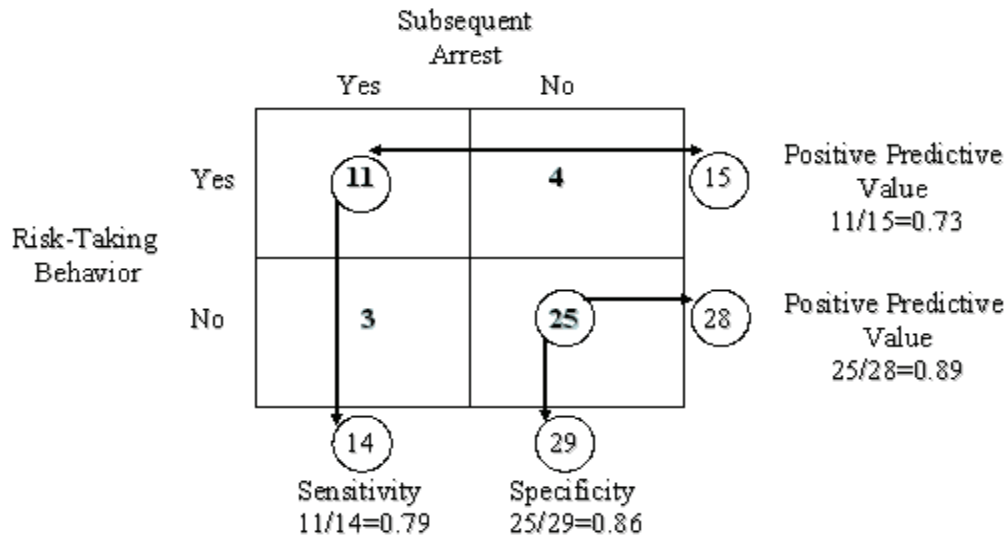 Subsequent
Arrest
Yes No
Yes 11 4 15
Positive Predictive
Value
11/15=0.73
Risk-Taking
Behavior
No 3 25 28
Positive Predictive
Value
25/28=0.89
14 29
Sensitivity
11/14=0.79
Specificity
25/29=0.86